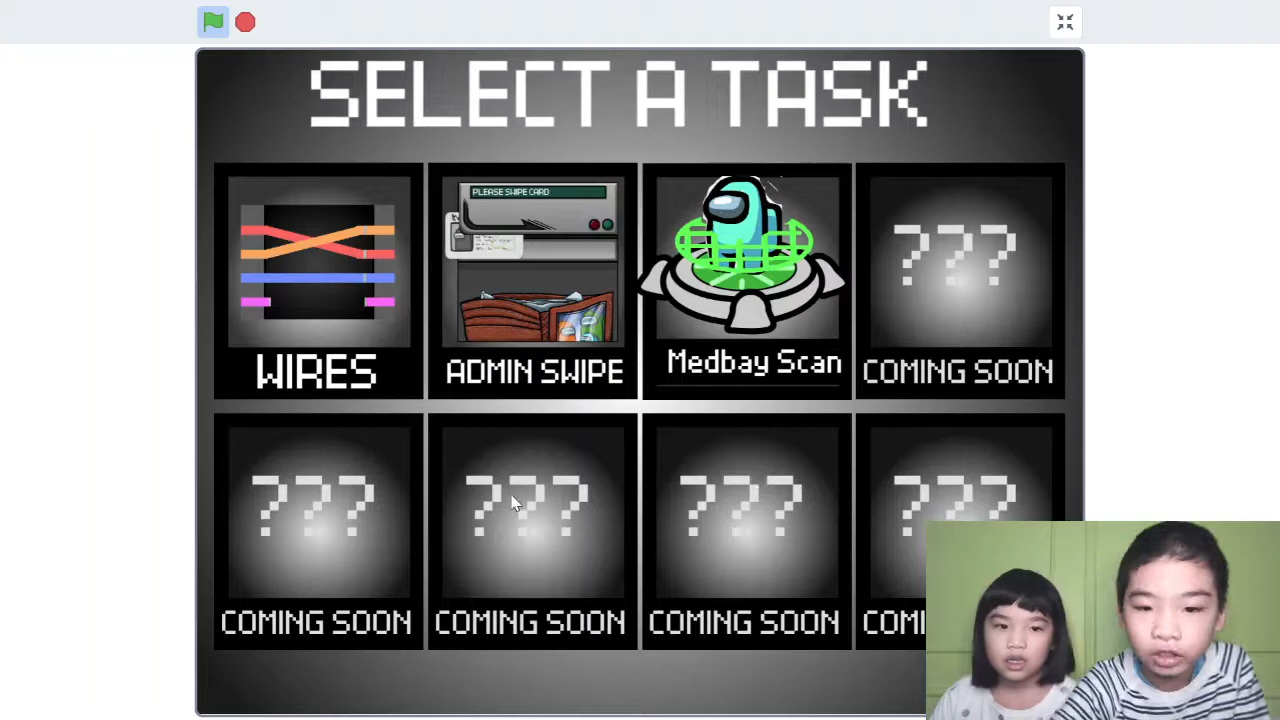 SELECT A TASK
PLEASE SWIPE CARD
???
WIRES
ADMIN SWIPE
Medbay Scan
COMING SOON
???
???
???
???
COMING SOON
COMING SOON
COMING SOON